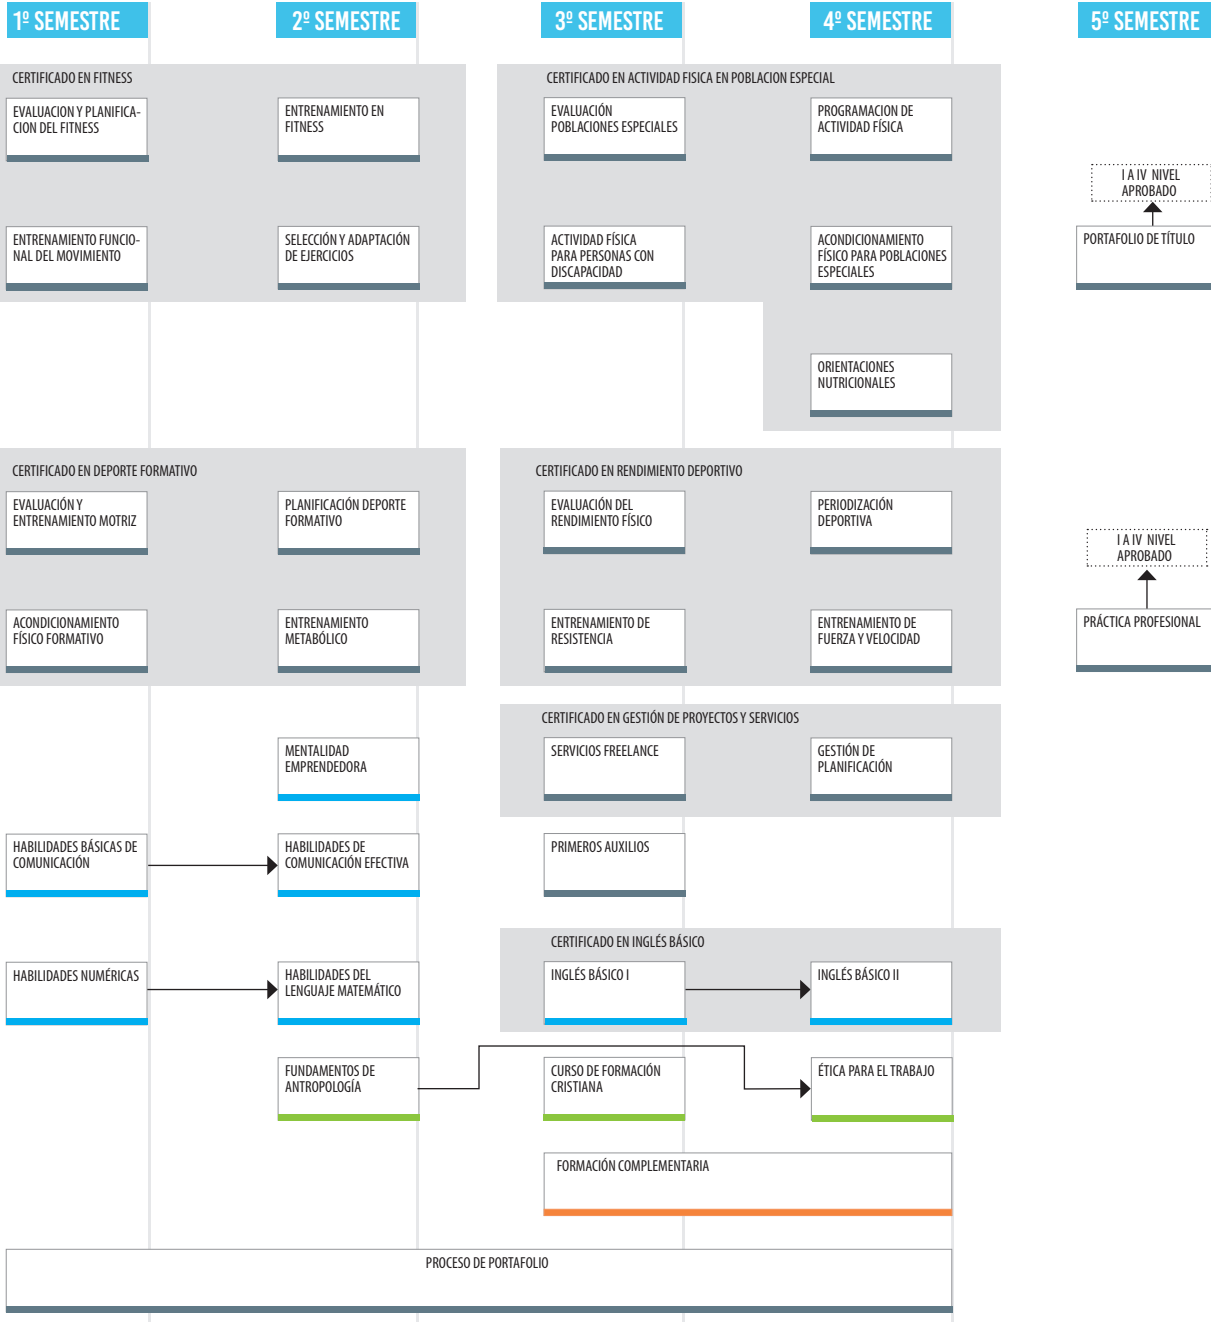 1º SEMESTRE
2º SEMESTRE
3º SEMESTRE
4º SEMESTRE
5º SEMESTRE
CERTIFICADO EN FITNESS
CERTIFICADO EN ACTIVIDAD FISICA EN POBLACION ESPECIAL
EVALUACION Y PLANIFICA-
CION DEL FITNESS
ENTRENAMIENTO EN
FITNESS
EVALUACIÓN
POBLACIONES ESPECIALES
PROGRAMACION DE
ACTIVIDAD FÍSICA
I A IV NIVEL
APROBADO
ENTRENAMIENTO FUNCIO-
NAL DEL MOVIMIENTO
SELECCIÓN Y ADAPTACIÓN
DE EJERCICIOS
ACTIVIDAD FÍSICA
PARA PERSONAS CON
DISCAPACIDAD
ACONDICIONAMIENTO
FÍSICO PARA POBLACIONES
ESPECIALES
PORTAFOLIO DE TÍTULO
ORIENTACIONES
NUTRICIONALES
CERTIFICADO EN DEPORTE FORMATIVO
CERTIFICADO EN RENDIMIENTO DEPORTIVO
EVALUACIÓN Y
ENTRENAMIENTO MOTRIZ
PLANIFICACIÓN DEPORTE
FORMATIVO
EVALUACIÓN DEL
RENDIMIENTO FÍSICO
PERIODIZACIÓN
DEPORTIVA
I A IV NIVEL
APROBADO
ACONDICIONAMIENTO
FÍSICO FORMATIVO
ENTRENAMIENTO
METABÓLICO
ENTRENAMIENTO DE
RESISTENCIA
ENTRENAMIENTO DE
FUERZA Y VELOCIDAD
PRÁCTICA PROFESIONAL
CERTIFICADO EN GESTIÓN DE PROYECTOS Y SERVICIOS
MENTALIDAD
EMPRENDEDORA
SERVICIOS FREELANCE
GESTIÓN DE
PLANIFICACIÓN
HABILIDADES BÁSICAS DE
COMUNICACIÓN
HABILIDADES DE
COMUNICACIÓN EFECTIVA
PRIMEROS AUXILIOS
CERTIFICADO EN INGLÉS BÁSICO
HABILIDADES NUMÉRICAS
HABILIDADES DEL
LENGUAJE MATEMÁTICO
INGLÉS BÁSICO I
INGLÉS BÁSICO II
FUNDAMENTOS DE
ANTROPOLOGÍA
CURSO DE FORMACIÓN
CRISTIANA
ÉTICA PARA EL TRABAJO
FORMACIÓN COMPLEMENTARIA
PROCESO DE PORTAFOLIO